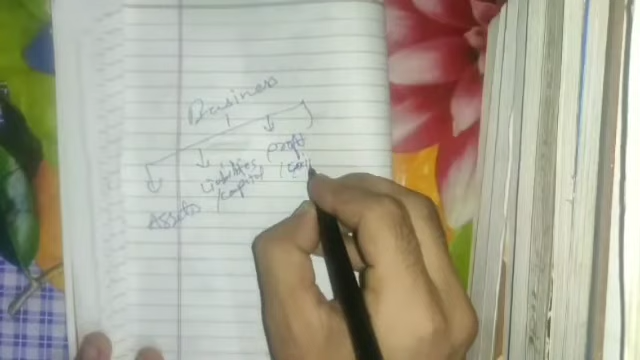 Business
Assets
Liabilities
/capital
profit
/